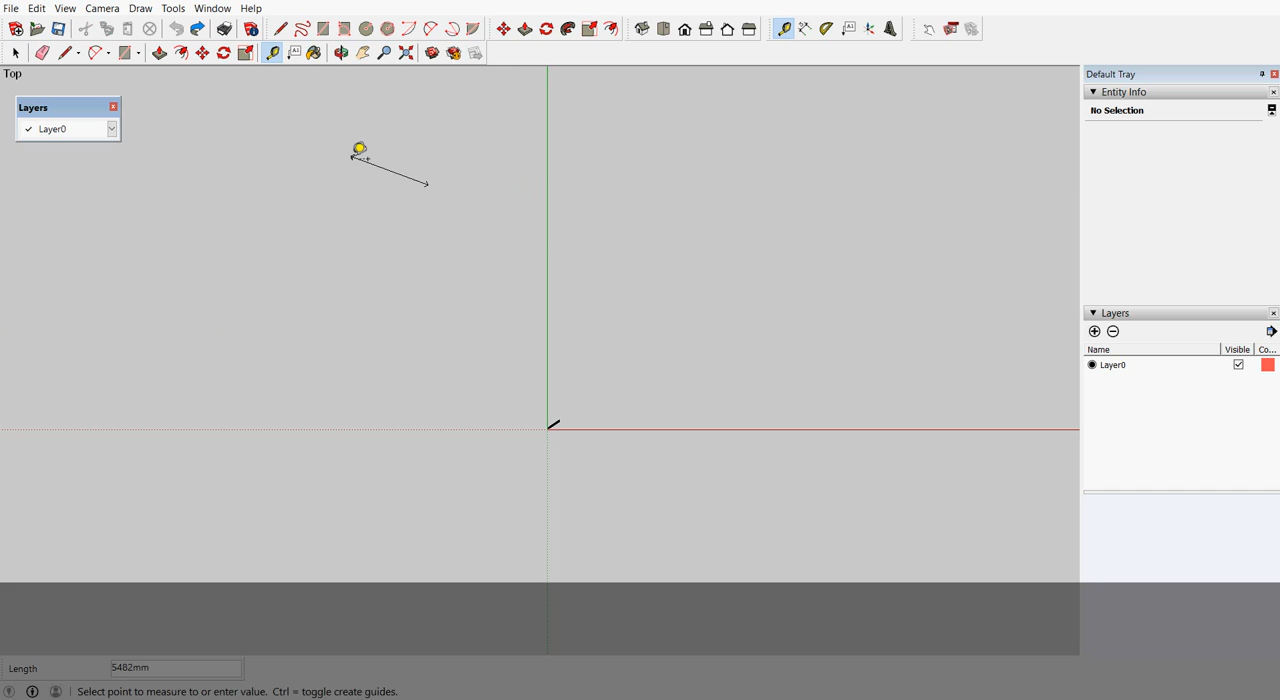 File Edit View Camera Draw Tools Window Help
Top
Default Tray
Entity Info
No Selection
Layers
Layer0
Layers
Name Visible Co...
Layer0
Length 5482mm
Select point to measure to or enter value. Ctrl = toggle create guides.